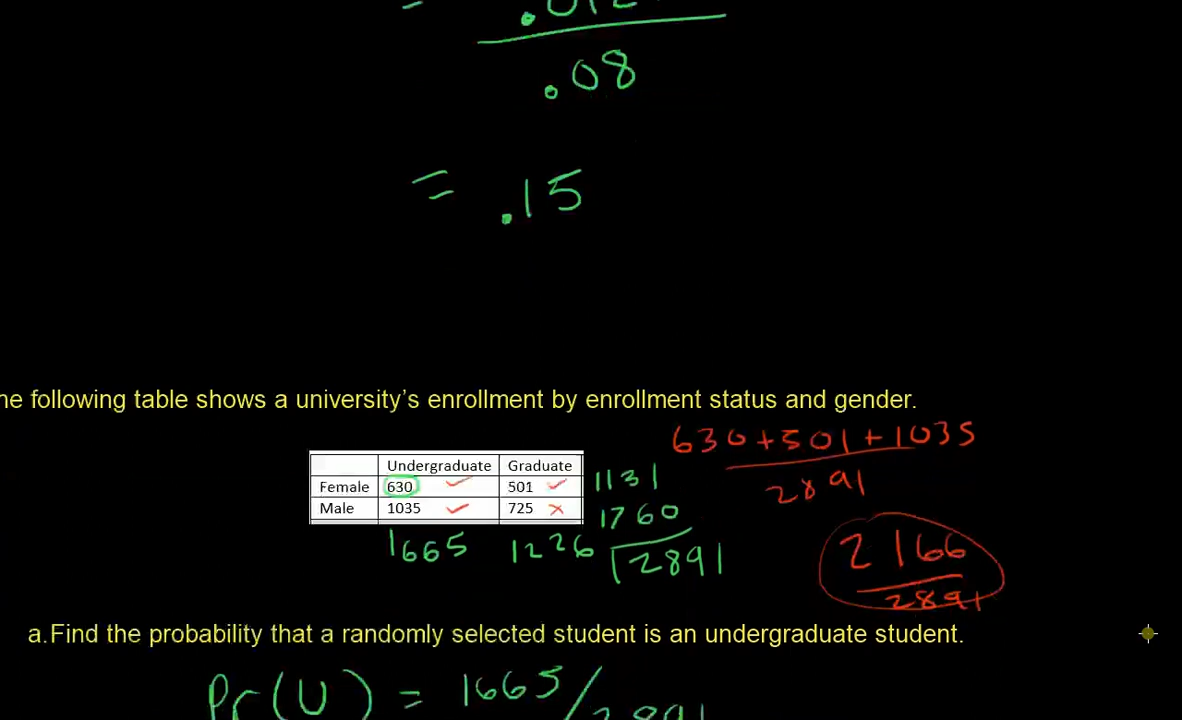 .08
= .15
he following table shows a university's enrollment by enrollment status and gender.
630+501+1035
2891
Undergraduate Graduate
Female 630 501 1131
Male 1035 725 1760
1665 1226 2891
2166
2891
a.Find the probability that a randomly selected student is an undergraduate student.
Pr(U) = 1665/2891